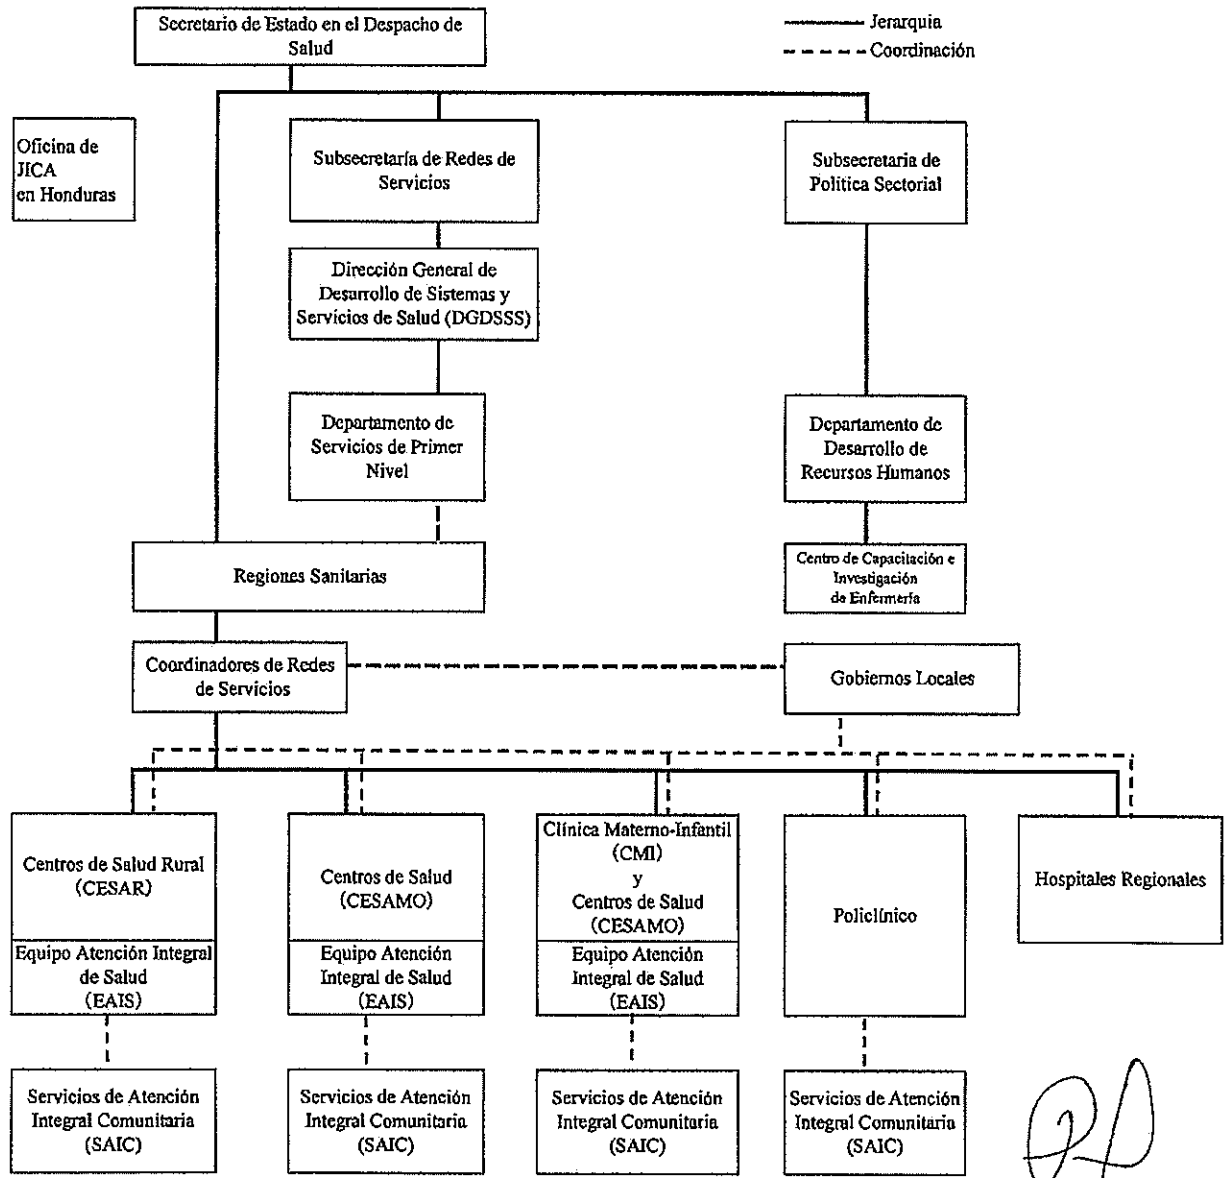 Secretario de Estado en el Despacho de
Salud
Jerarquia
Coordinación
Oficina de
JICA
en Honduras
Subsecretaría de Redes de
Servicios
Subsecretaria de
Politica Sectorial
Dirección General de
Desarrollo de Sistemas y
Servicios de Salud (DGDSSS)
Departamento de
Servicios de Primer
Nivel
Departamento de
Desarrollo de
Recursos Humanos
Regiones Sanitarias
Centro de Capacitación e
Investigación
de Enfermería
Coordinadores de Redes
de Servicios
Gobiernos Locales
Centros de Salud Rural
(CESAR)
Equipo Atención Integral
de Salud
(EAIS)
Centros de Salud
(CESAMO)
Equipo Atención
Integral de Salud
(EAIS)
Clínica Materno-Infantil
(CMI)
y
Centros de Salud
(CESAMO)
Equipo Atención
Integral de Salud
(EAIS)
Policlínico
Hospitales Regionales
Servicios de Atención
Integral Comunitaria
(SAIC)
Servicios de Atención
Integral Comunitaria
(SAIC)
Servicios de Atención
Integral Comunitaria
(SAIC)
Servicios de Atención
Integral Comunitaria
(SAIC)